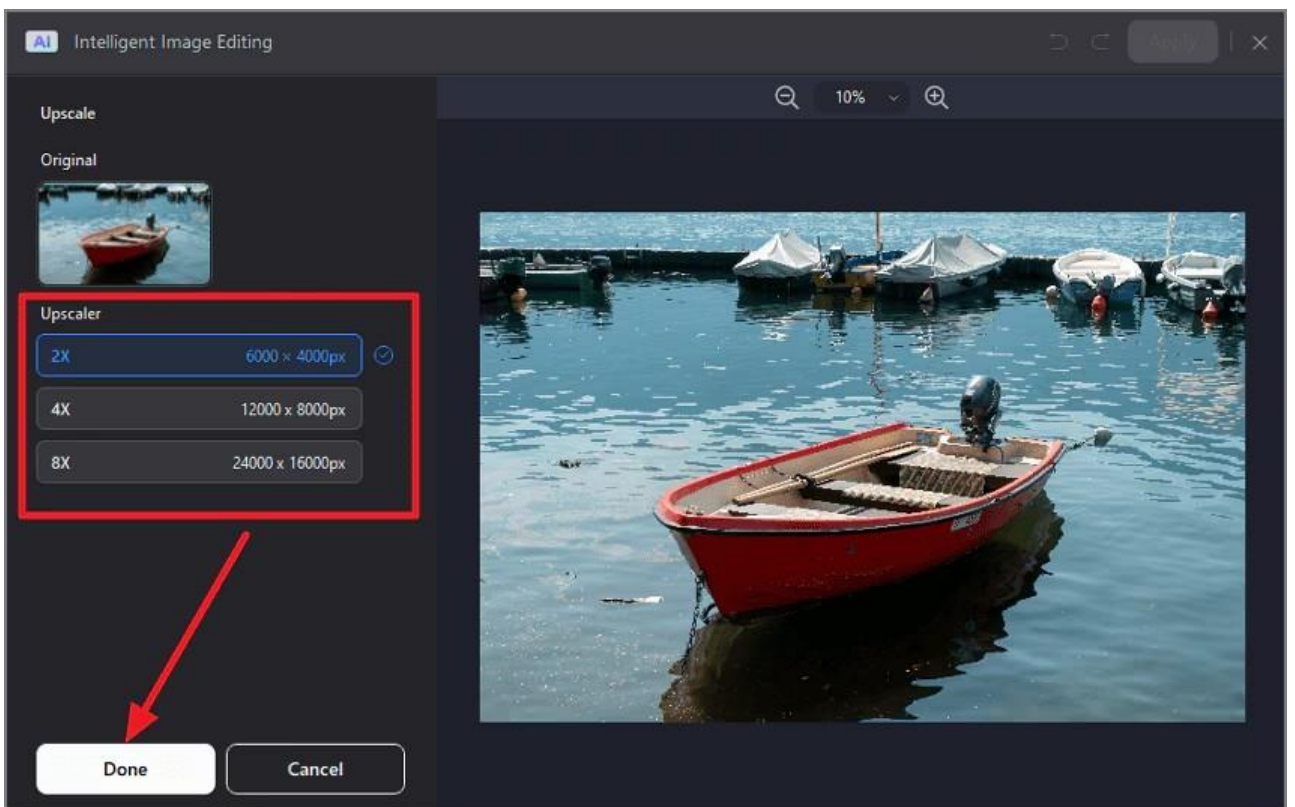 AI Intelligent Image Editing Apply
10%
Upscale
Original
Upscaler
2X 6000 × 4000px
4X 12000 x 8000px
8X 24000 x 16000px
Done Cancel